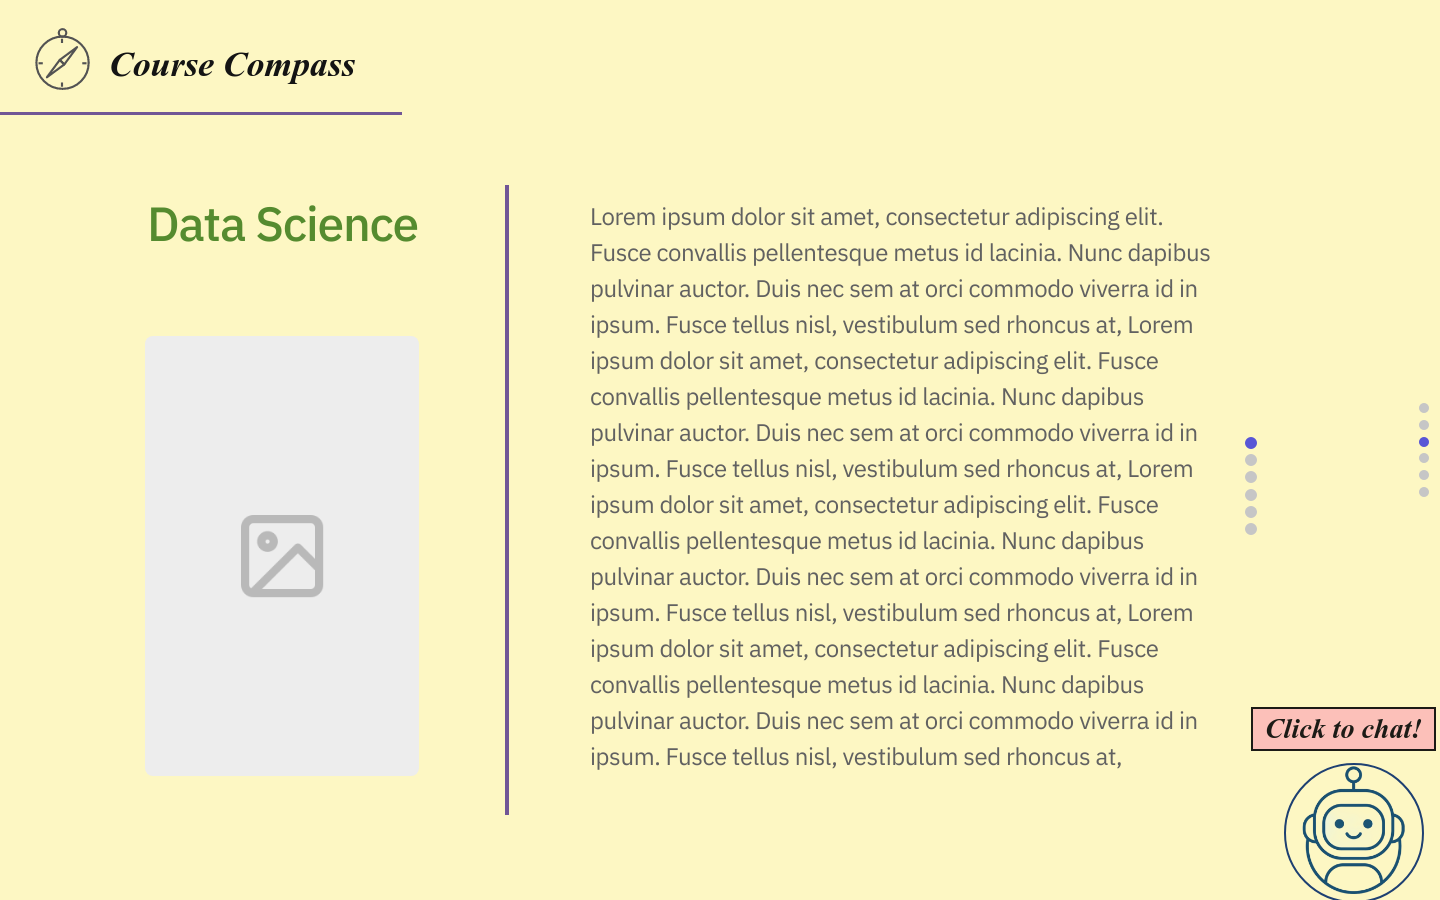 Course Compass
Data Science
Lorem ipsum dolor sit amet, consectetur adipiscing elit.
Fusce convallis pellentesque metus id lacinia. Nunc dapibus
pulvinar auctor. Duis nec sem at orci commodo viverra id in
ipsum. Fusce tellus nisl, vestibulum sed rhoncus at, Lorem
ipsum dolor sit amet, consectetur adipiscing elit. Fusce
convallis pellentesque metus id lacinia. Nunc dapibus
pulvinar auctor. Duis nec sem at orci commodo viverra id in
ipsum. Fusce tellus nisl, vestibulum sed rhoncus at, Lorem
ipsum dolor sit amet, consectetur adipiscing elit. Fusce
convallis pellentesque metus id lacinia. Nunc dapibus
pulvinar auctor. Duis nec sem at orci commodo viverra id in
ipsum. Fusce tellus nisl, vestibulum sed rhoncus at, Lorem
ipsum dolor sit amet, consectetur adipiscing elit. Fusce
convallis pellentesque metus id lacinia. Nunc dapibus
pulvinar auctor. Duis nec sem at orci commodo viverra id in
ipsum. Fusce tellus nisl, vestibulum sed rhoncus at,
Click to chat!